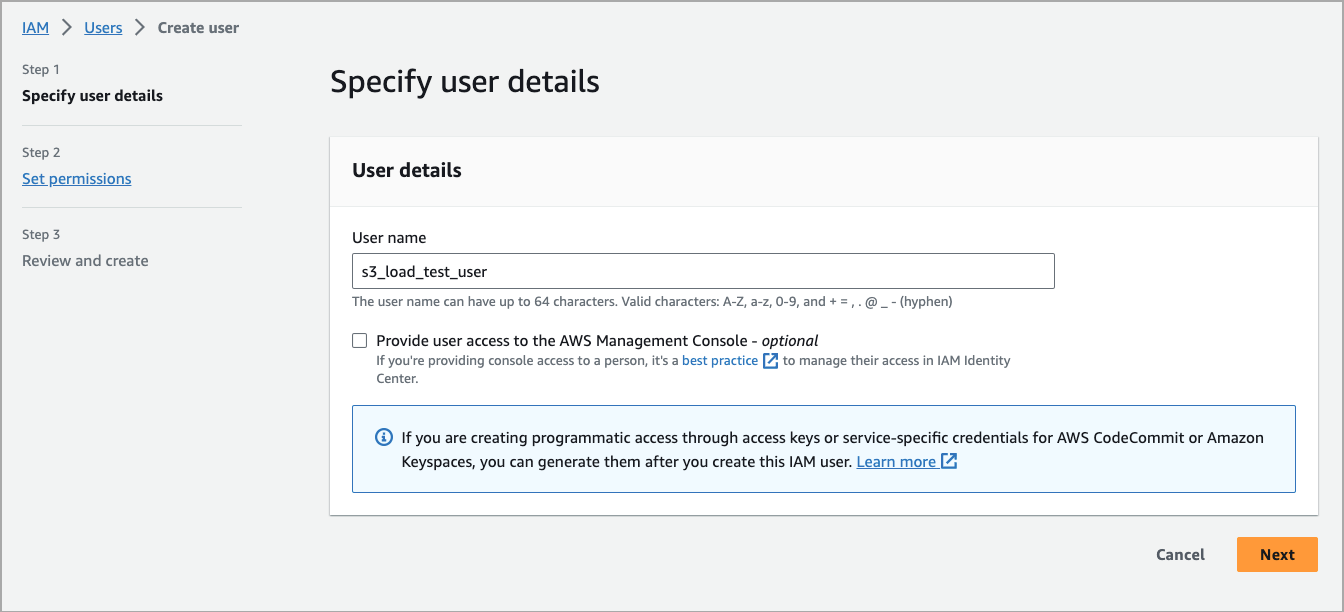 IAM > Users > Create user
Step 1
Specify user details
Step 2
Set permissions
Step 3
Review and create
Specify user details
User details
User name
s3_load_test_user
The user name can have up to 64 characters. Valid characters: A-Z, a-z, 0-9, and + = , . @ _ - (hyphen)
Provide user access to the AWS Management Console - optional
If you're providing console access to a person, it's a best practice to manage their access in IAM Identity
Center.
If you are creating programmatic access through access keys or service-specific credentials for AWS CodeCommit or Amazon
Keyspaces, you can generate them after you create this IAM user. Learn more
Cancel
Next